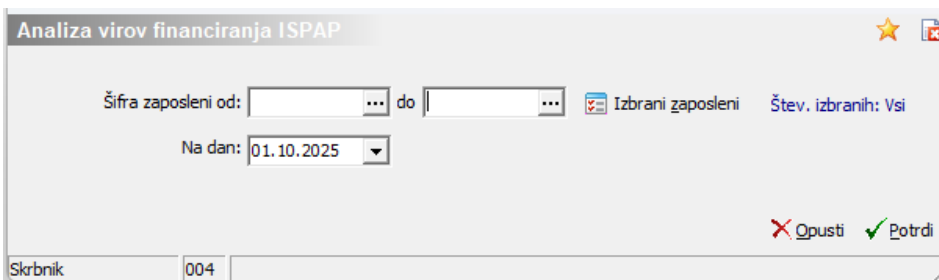 Analiza virov financiranja ISPAP
Šifra zaposleni od: ... do ... Izbrani zaposleni Štev. izbranih: Vsi
Na dan: 01.10.2025
Opusti Potrdi
Skrbnik 004